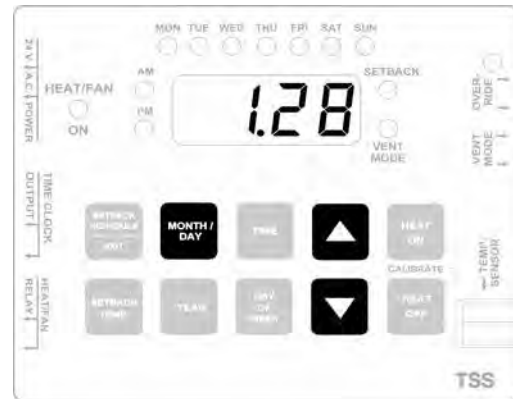 MON TUE WED THU FRI SAT SUN
24 V. A.C. POWER
HEAT/FAN
ON
AM
PM
1.28
SETBACK
VENT
MODE
OVER-
RIDE
VENT
MODE
TIME CLOCK
OUTPUT
HEAT/FAN
RELAY
SETBACK
SCHEDULE
EXIT
MONTH /
DAY
TIME
HEAT
ON
CALIBRATE
SETBACK
TEMP
YEAR
DAY
OF
WEEK
HEAT
OFF
TEMP.
SENSOR
TSS